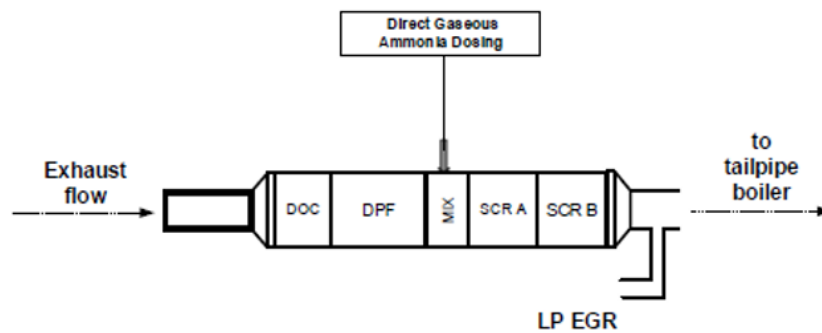 Direct Gaseous
Ammonia Dosing
Exhaust
flow
to
tailpipe
boiler
DOC
DPF
MIX
SCR A
SCR B
LP EGR